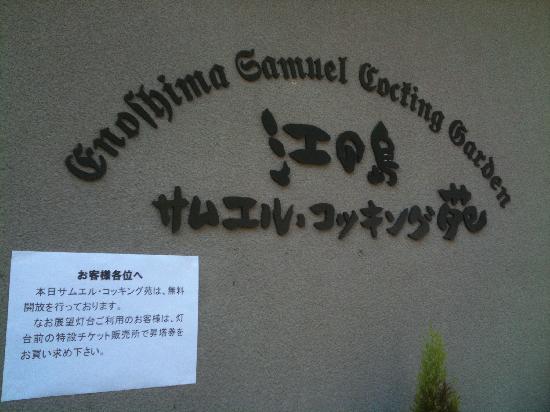 Enoshima Samuel Cocking Garden
江の島
サムエル・コッキング苑
お客様各位へ
本日サムエル・コッキング苑は、無料
開放を行っております。
なお展望灯台ご利用のお客様は、灯
台前の特設チケット販売所で昇塔券を
お買い求め下さい。